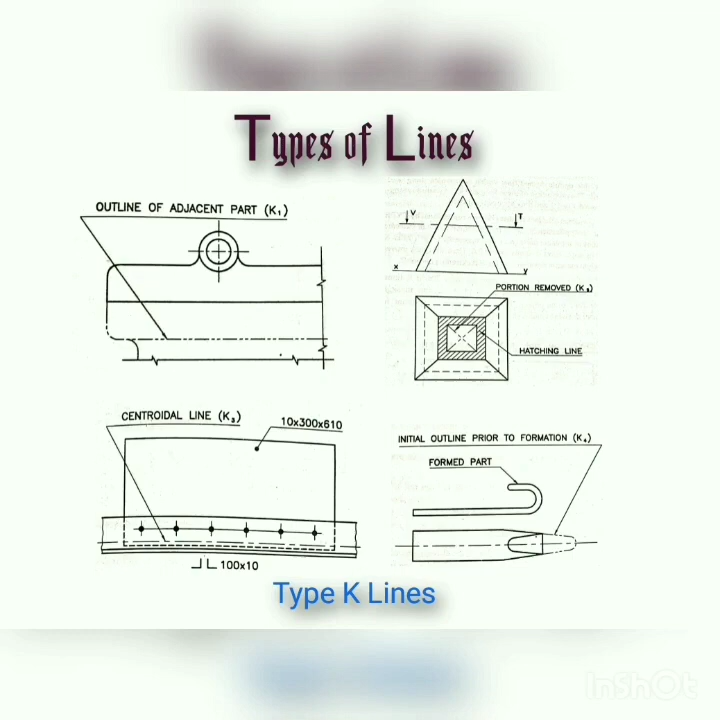 Types of Lines
OUTLINE OF ADJACENT PART (K₁)
V
T
x
y
PORTION REMOVED (K₅)
HATCHING LINE
CENTROIDAL LINE (K₃)
10x300x610
100x10
INITIAL OUTLINE PRIOR TO FORMATION (K₄)
FORMED PART
Type K Lines
InShOt